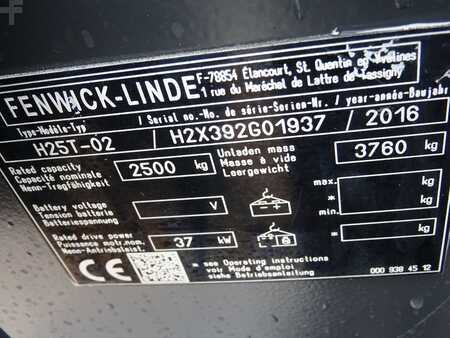 FENWICK-LINDE
F-78854 Élancourt, St. Quentin en Yvelines
1 rue du Maréchel de Lattre de Tassigny
Type-Modèle-Typ / Serial no.-No. de série-Serien-Nr. / year-année-Baujahr
H25T-02 H2X392G01937 / 2016
Rated capacity
Capacité nominale
Nenn-Tragfähigkeit
2500 kg
Unladen mass
Masse à vide
Leergewicht
3760 kg
Battery voltage
Tension batterie
Batteriespannung
V
- +
max. kg
* *
min. kg
Rated drive power
Puissance motr.nom.
Nenn-Antriebsleist.
37 kW
* kg
CE
* = see Operating instructions
voir Mode d'emploi
siehe Betriebsanleitung
000 938 45 12